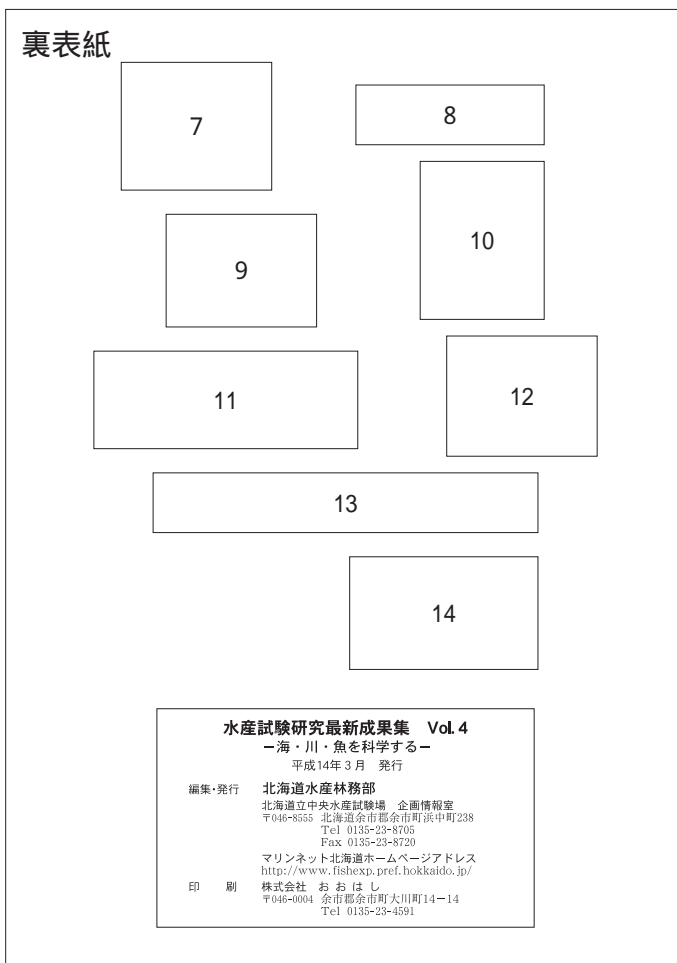 裏表紙
7
8
9
10
11
12
13
14
水産試験研究最新成果集　Vol. 4
－海・川・魚を科学する－
平成14年3月　発行
編集・発行　北海道水産林務部
北海道立中央水産試験場　企画情報室
〒046-8555 北海道余市郡余市町浜中町238
Tel 0135-23-8705
Fax 0135-23-8720
マリンネット北海道ホームページアドレス
http://www.fishexp.pref.hokkaido.jp/
印　　刷　株式会社　お お は し
〒046-0004 余市郡余市町大川町14－14
Tel 0135-23-4591